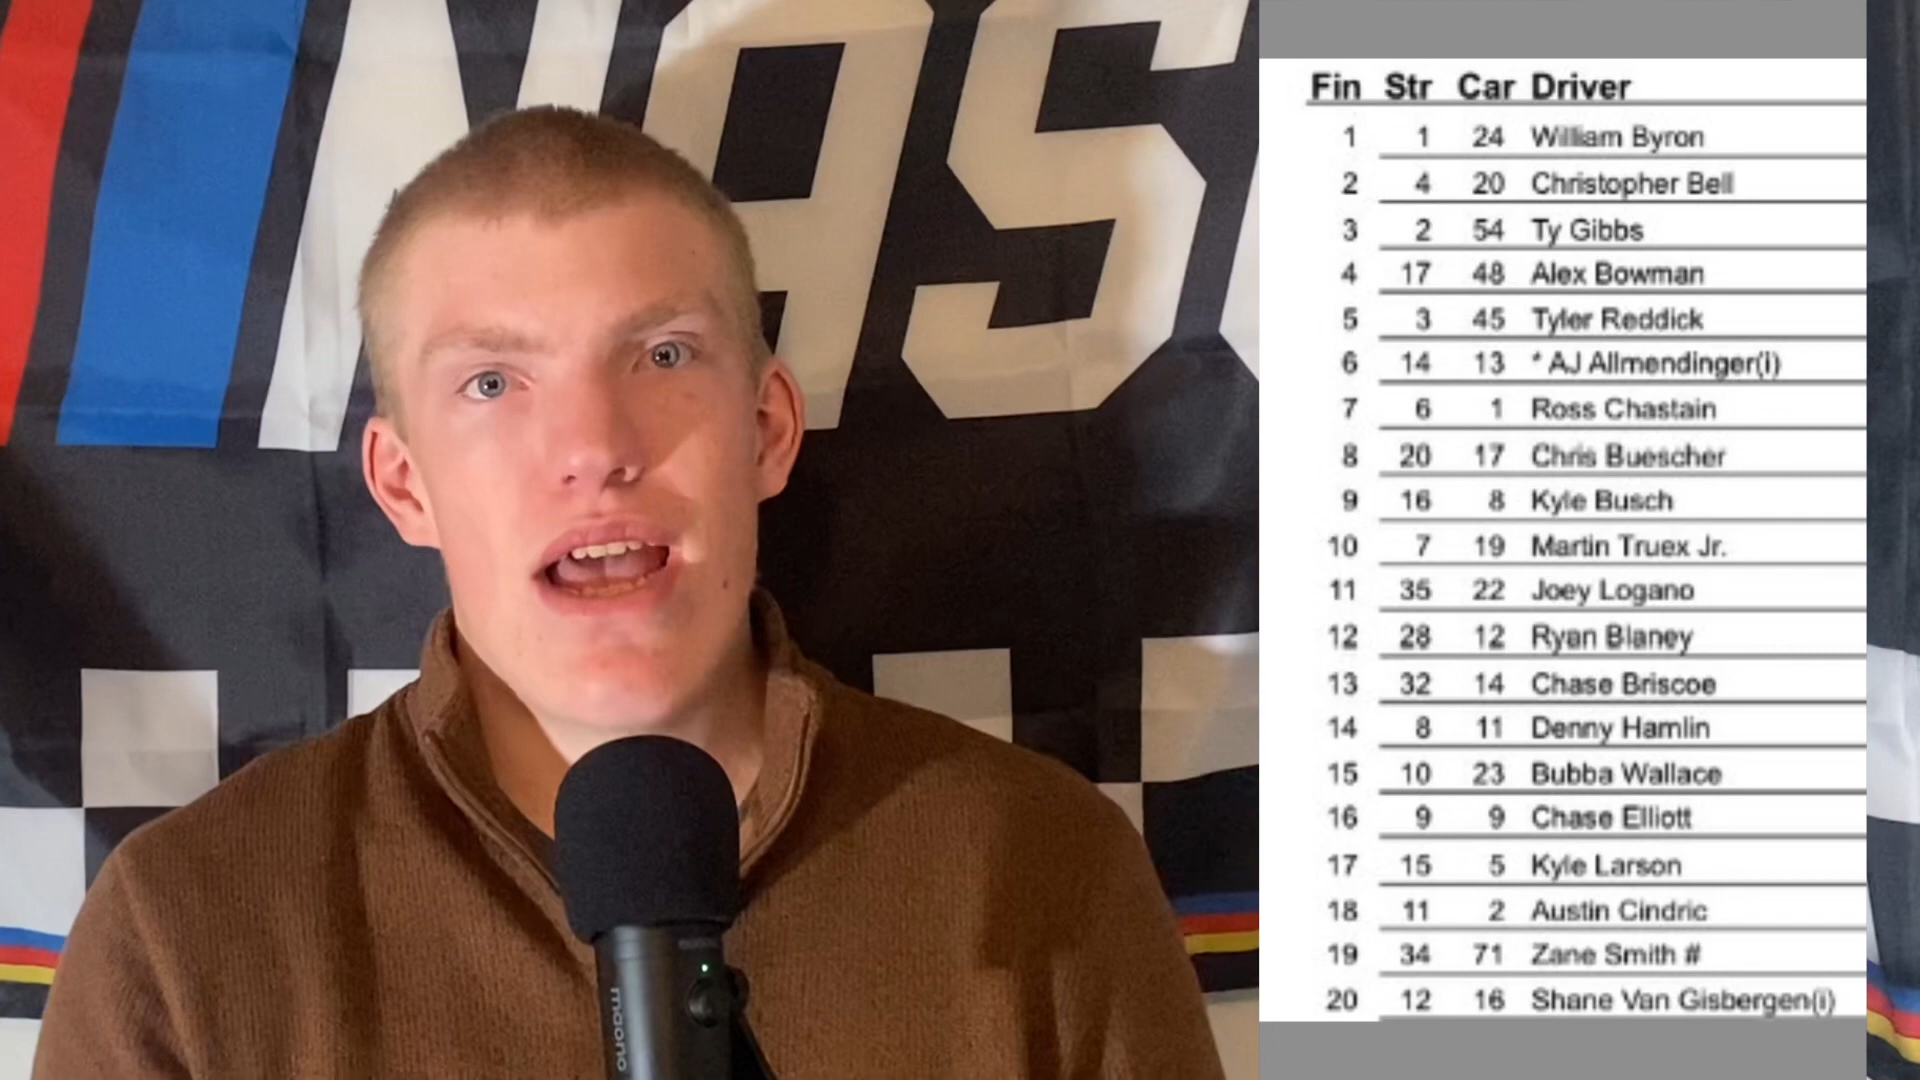 NAS
maono
Fin Str Car Driver
1 1 24 William Byron
2 4 20 Christopher Bell
3 2 54 Ty Gibbs
4 17 48 Alex Bowman
5 3 45 Tyler Reddick
6 14 13 * AJ Allmendinger(i)
7 6 1 Ross Chastain
8 20 17 Chris Buescher
9 16 8 Kyle Busch
10 7 19 Martin Truex Jr.
11 35 22 Joey Logano
12 28 12 Ryan Blaney
13 32 14 Chase Briscoe
14 8 11 Denny Hamlin
15 10 23 Bubba Wallace
16 9 9 Chase Elliott
17 15 5 Kyle Larson
18 11 2 Austin Cindric
19 34 71 Zane Smith #
20 12 16 Shane Van Gisbergen(i)